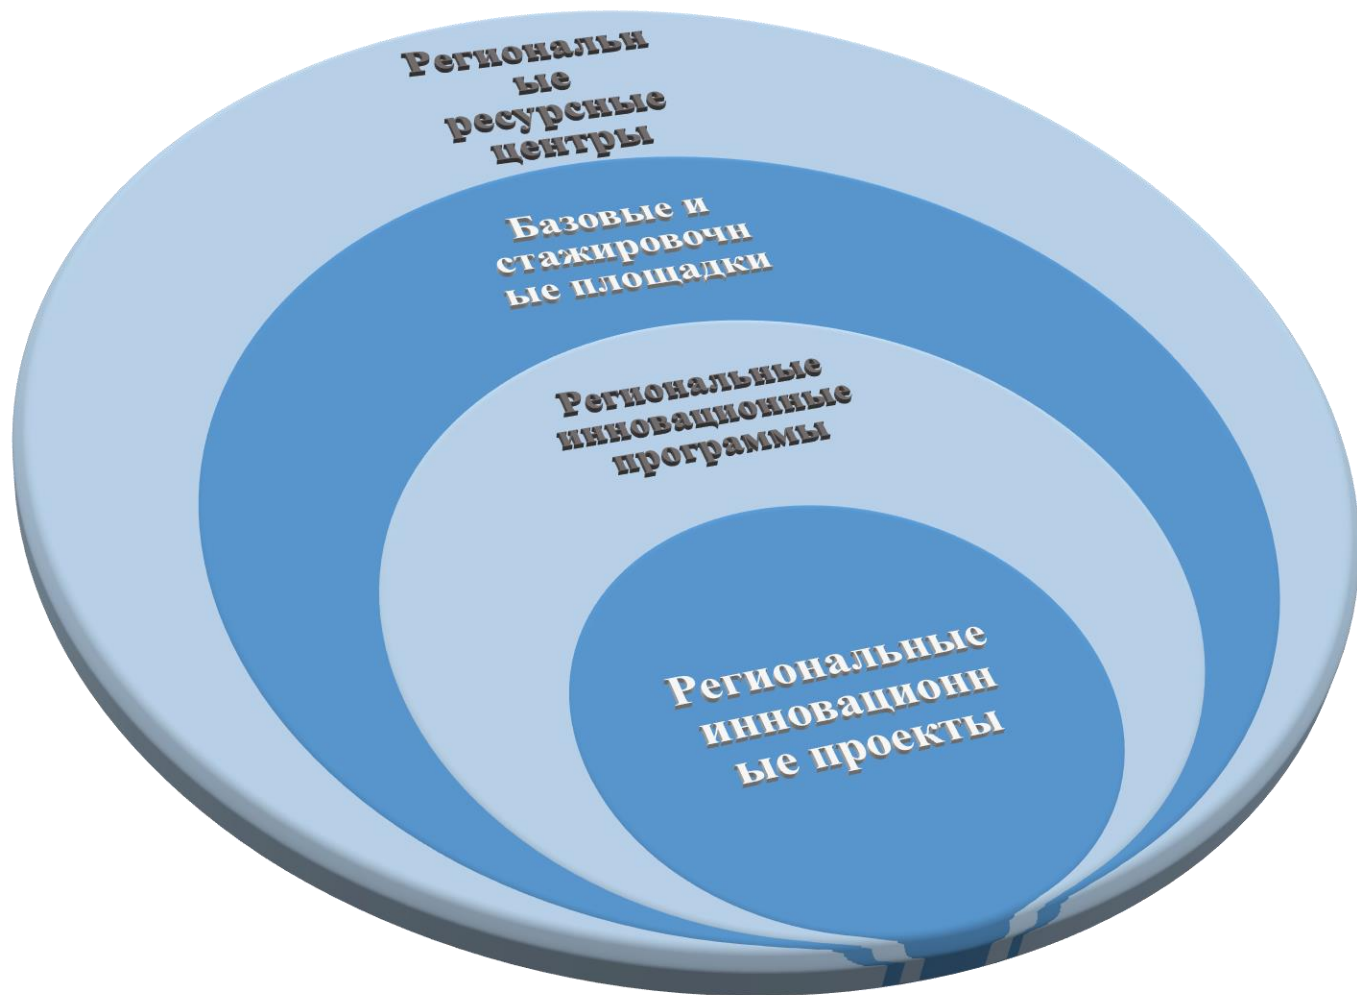 Региональн
ые
ресурсные
центры
Базовые и
стажировочн
ые площадки
Региональные
инновационные
программы
Региональные
инновационн
ые проекты